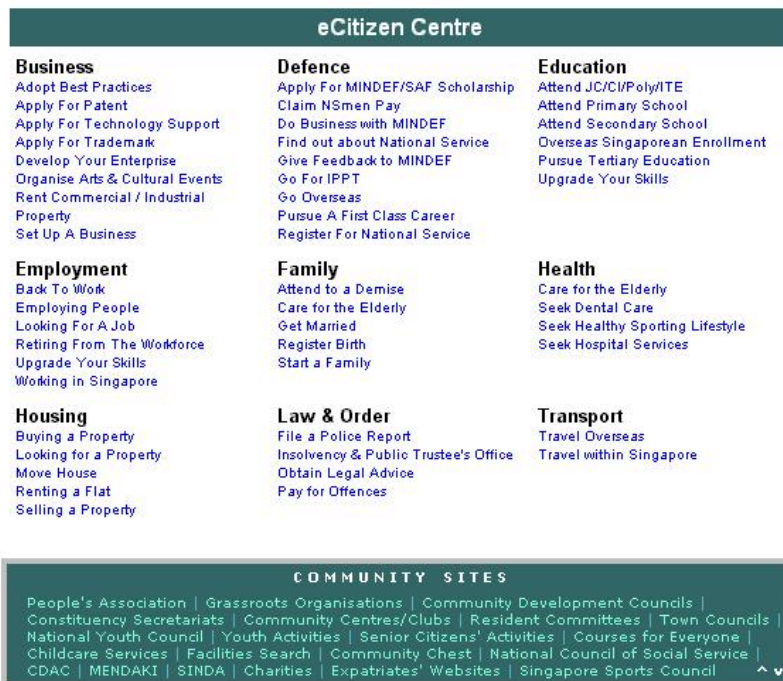 eCitizen Centre
Business
Adopt Best Practices
Apply For Patent
Apply For Technology Support
Apply For Trademark
Develop Your Enterprise
Organise Arts & Cultural Events
Rent Commercial / Industrial
Property
Set Up A Business
Defence
Apply For MINDEF/SAF Scholarship
Claim NSmen Pay
Do Business with MINDEF
Find out about National Service
Give Feedback to MINDEF
Go For IPPT
Go Overseas
Pursue A First Class Career
Register For National Service
Education
Attend JC/CI/Poly/ITE
Attend Primary School
Attend Secondary School
Overseas Singaporean Enrollment
Pursue Tertiary Education
Upgrade Your Skills
Employment
Back To Work
Employing People
Looking For A Job
Retiring From The Workforce
Upgrade Your Skills
Working in Singapore
Family
Attend to a Demise
Care for the Elderly
Get Married
Register Birth
Start a Family
Health
Care for the Elderly
Seek Dental Care
Seek Healthy Sporting Lifestyle
Seek Hospital Services
Housing
Buying a Property
Looking for a Property
Move House
Renting a Flat
Selling a Property
Law & Order
File a Police Report
Insolvency & Public Trustee's Office
Obtain Legal Advice
Pay for Offences
Transport
Travel Overseas
Travel within Singapore
COMMUNITY SITES
People's Association | Grassroots Organisations | Community Development Councils |
Constituency Secretariats | Community Centres/Clubs | Resident Committees | Town Councils |
National Youth Council | Youth Activities | Senior Citizens' Activities | Courses for Everyone |
Childcare Services | Facilities Search | Community Chest | National Council of Social Service |
CDAC | MENDAKI | SINDA | Charities | Expatriates' Websites | Singapore Sports Council